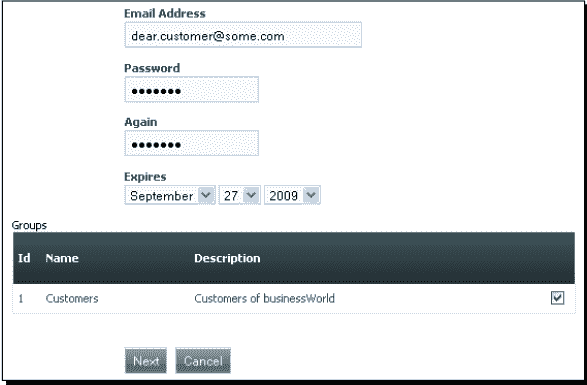 Email Address
dear.customer@some.com
Password
•••••••
Again
•••••••
Expires
September 27 2009
Groups
Id Name Description
1 Customers Customers of businessWorld
Next Cancel